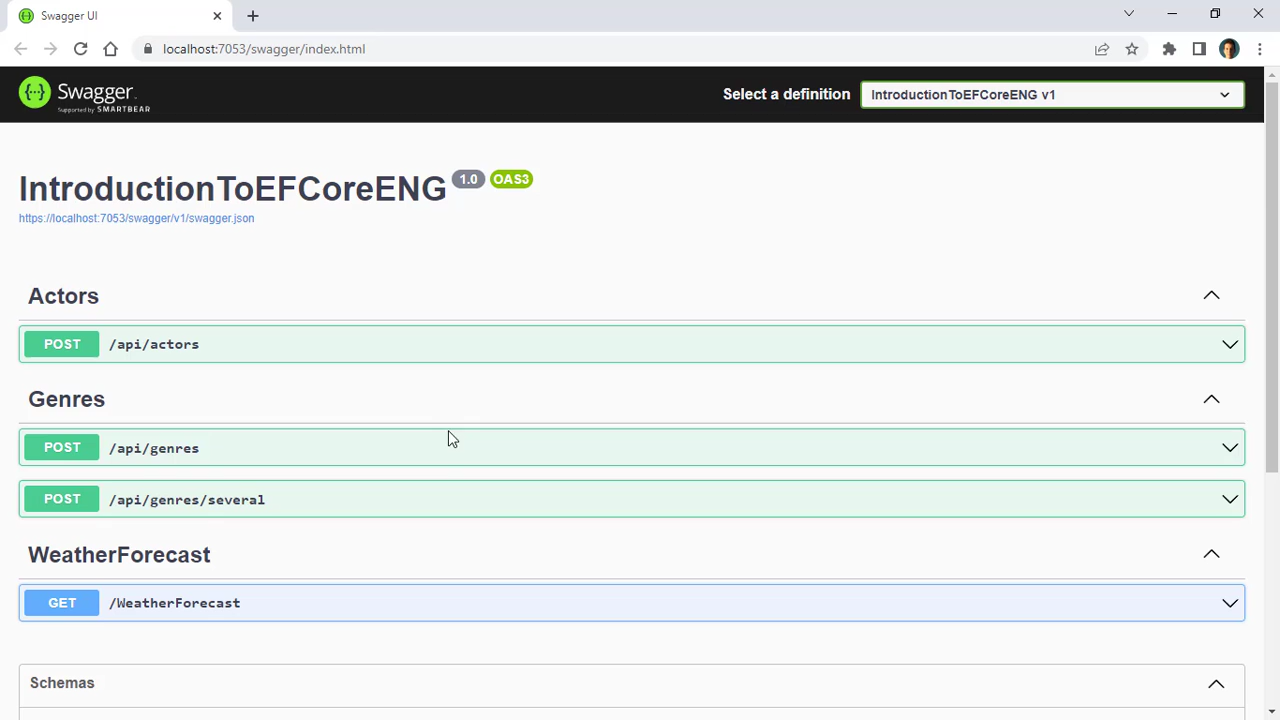 Swagger UI
localhost:7053/swagger/index.html
{···} Swagger.
Supported by SMARTBEAR
Select a definition
IntroductionToEFCoreENG v1
IntroductionToEFCoreENG 1.0 OAS3
https://localhost:7053/swagger/v1/swagger.json
Actors
POST /api/actors
Genres
POST /api/genres
POST /api/genres/several
WeatherForecast
GET /WeatherForecast
Schemas